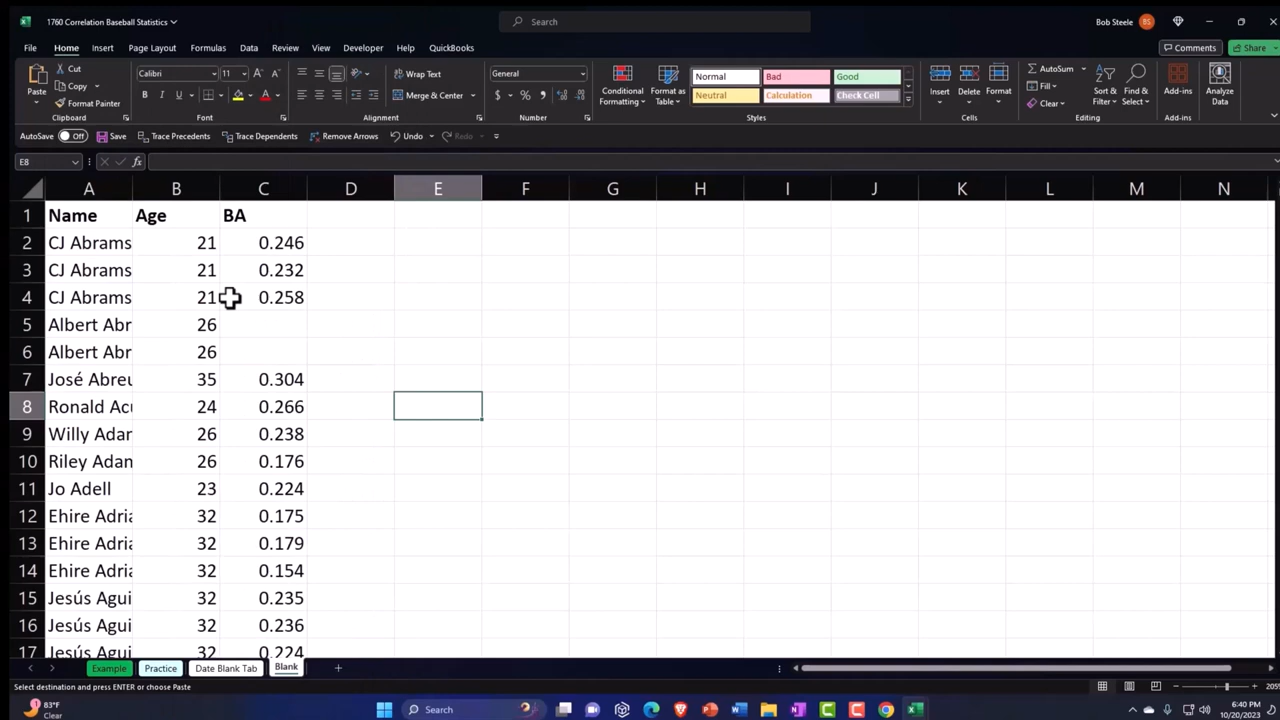 1760 Correlation Baseball Statistics
Search
Bob Steele
BS
File Home Insert Page Layout Formulas Data Review View Developer Help QuickBooks
Comments
Share
Paste
Cut
Copy
Format Painter
Clipboard
Calibri
11
B I U
Font
Wrap Text
Merge & Center
Alignment
General
$ % ,
Number
Conditional Formatting
Format as Table
Normal Bad Good
Neutral Calculation Check Cell
Styles
Insert Delete Format
Cells
AutoSum
Fill
Clear
Sort & Filter
Find & Select
Editing
Add-ins
Add-ins
Analyze Data
AutoSave Off Save Trace Precedents Trace Dependents Remove Arrows Undo Redo
E8
fx
A B C D E F G H I J K L M N
1 Name Age BA
2 CJ Abrams 21 0.246
3 CJ Abrams 21 0.232
4 CJ Abrams 21 0.258
5 Albert Abr 26
6 Albert Abr 26
7 José Abreu 35 0.304
8 Ronald Acu 24 0.266
9 Willy Adan 26 0.238
10 Riley Adan 26 0.176
11 Jo Adell 23 0.224
12 Ehire Adria 32 0.175
13 Ehire Adria 32 0.179
14 Ehire Adria 32 0.154
15 Jesús Agui 32 0.235
16 Jesús Agui 32 0.236
17 Jesús Agui 32 0.224
Example Practice Date Blank Tab Blank
Select destination and press ENTER or choose Paste
83°F
Clear
Search
6:40 PM
10/20/2023